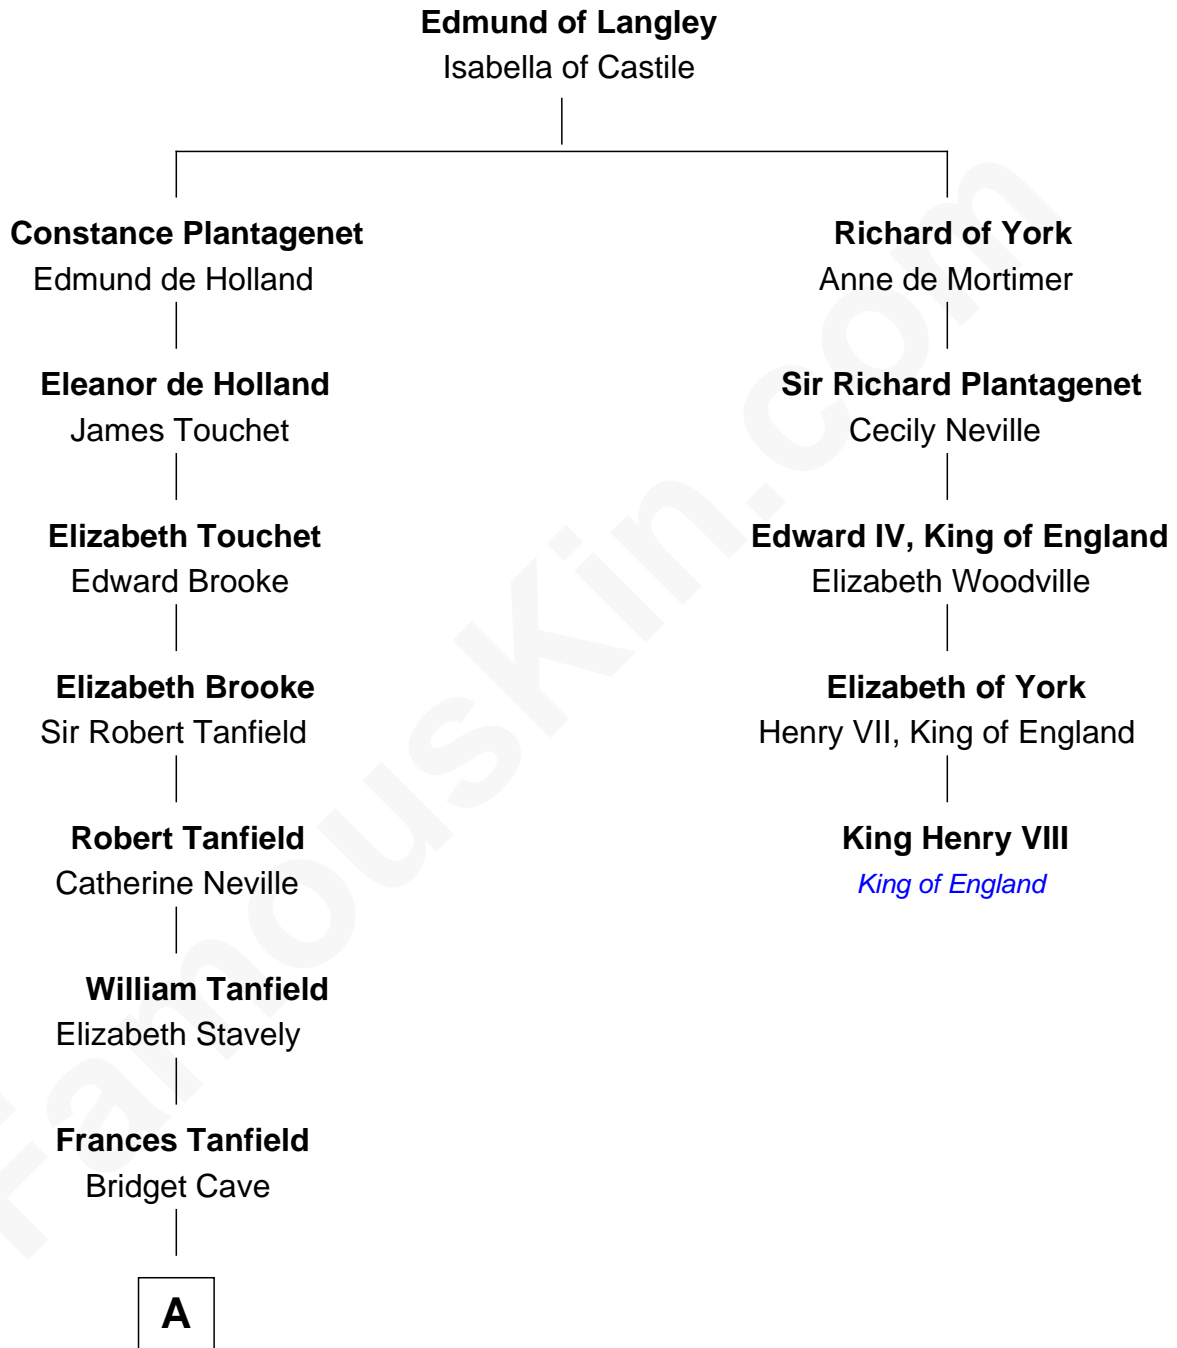 Edmund of Langley
Isabella of Castile
Constance Plantagenet
Edmund de Holland
Eleanor de Holland
James Touchet
Elizabeth Touchet
Edward Brooke
Elizabeth Brooke
Sir Robert Tanfield
Robert Tanfield
Catherine Neville
William Tanfield
Elizabeth Stavely
Frances Tanfield
Bridget Cave
A
Richard of York
Anne de Mortimer
Sir Richard Plantagenet
Cecily Neville
Edward IV, King of England
Elizabeth Woodville
Elizabeth of York
Henry VII, King of England
King Henry VIII
King of England
FamousKin.com